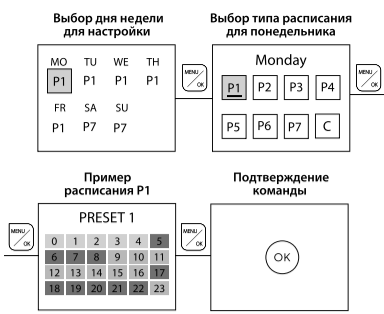 Выбор дня недели
для настройки
MO TU WE TH
P1 P1 P1 P1
FR SA SU
P1 P7 P7
MENU
OK
Выбор типа расписания
для понедельника
Monday
P1 P2 P3 P4
P5 P6 P7 C
MENU
OK
MENU
OK
Пример
расписания P1
PRESET 1
0 1 2 3 4 5
6 7 8 9 10 11
12 13 14 15 16 17
18 19 20 21 22 23
MENU
OK
Подтверждение
команды
OK